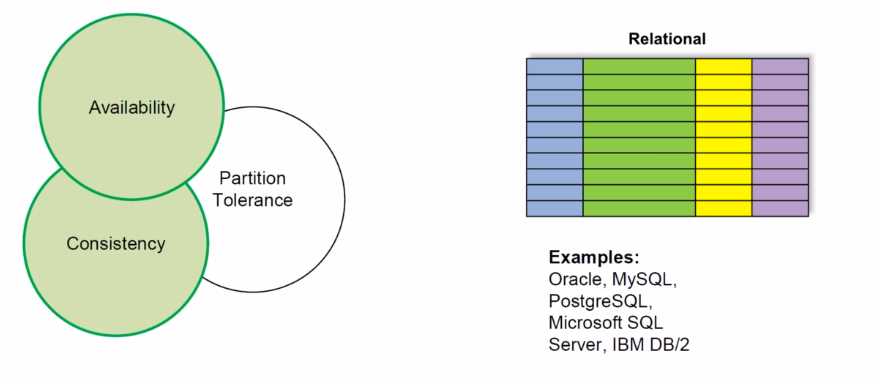 Availability
Partition
Tolerance
Consistency
Relational
Examples:
Oracle, MySQL,
PostgreSQL,
Microsoft SQL
Server, IBM DB/2